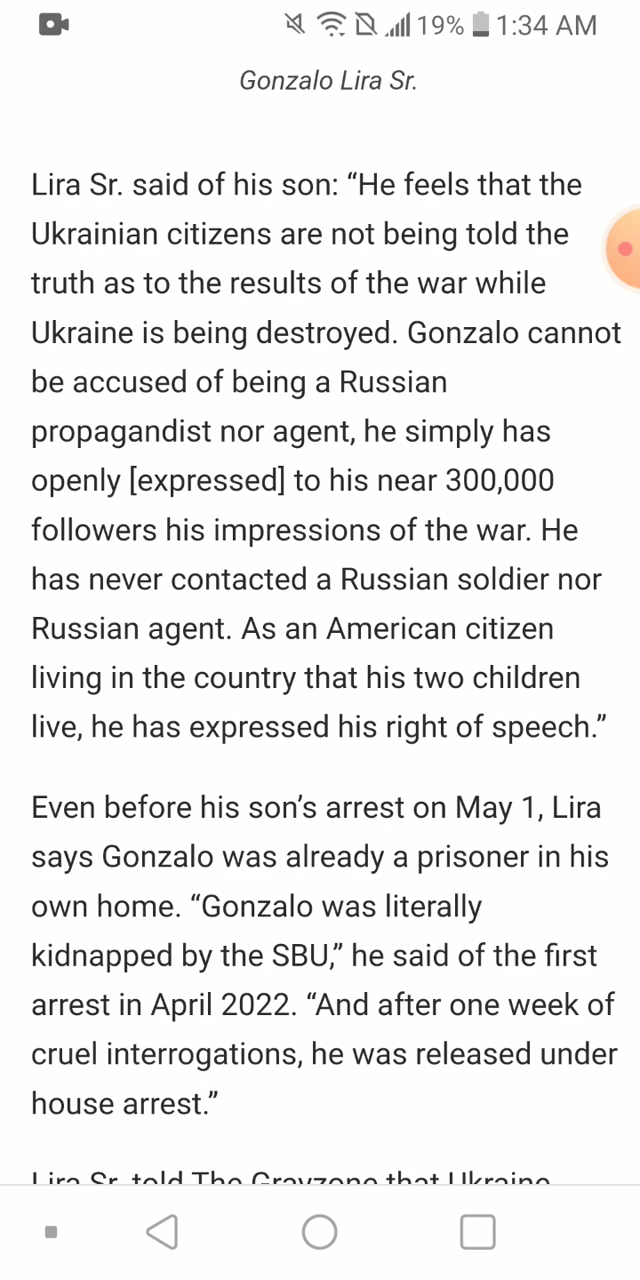 19% 1:34 AM
Gonzalo Lira Sr.
Lira Sr. said of his son: “He feels that the
Ukrainian citizens are not being told the
truth as to the results of the war while
Ukraine is being destroyed. Gonzalo cannot
be accused of being a Russian
propagandist nor agent, he simply has
openly [expressed] to his near 300,000
followers his impressions of the war. He
has never contacted a Russian soldier nor
Russian agent. As an American citizen
living in the country that his two children
live, he has expressed his right of speech.”
Even before his son’s arrest on May 1, Lira
says Gonzalo was already a prisoner in his
own home. “Gonzalo was literally
kidnapped by the SBU,” he said of the first
arrest in April 2022. “And after one week of
cruel interrogations, he was released under
house arrest.”
Lira Sr. told The Grayzone that Ukraine